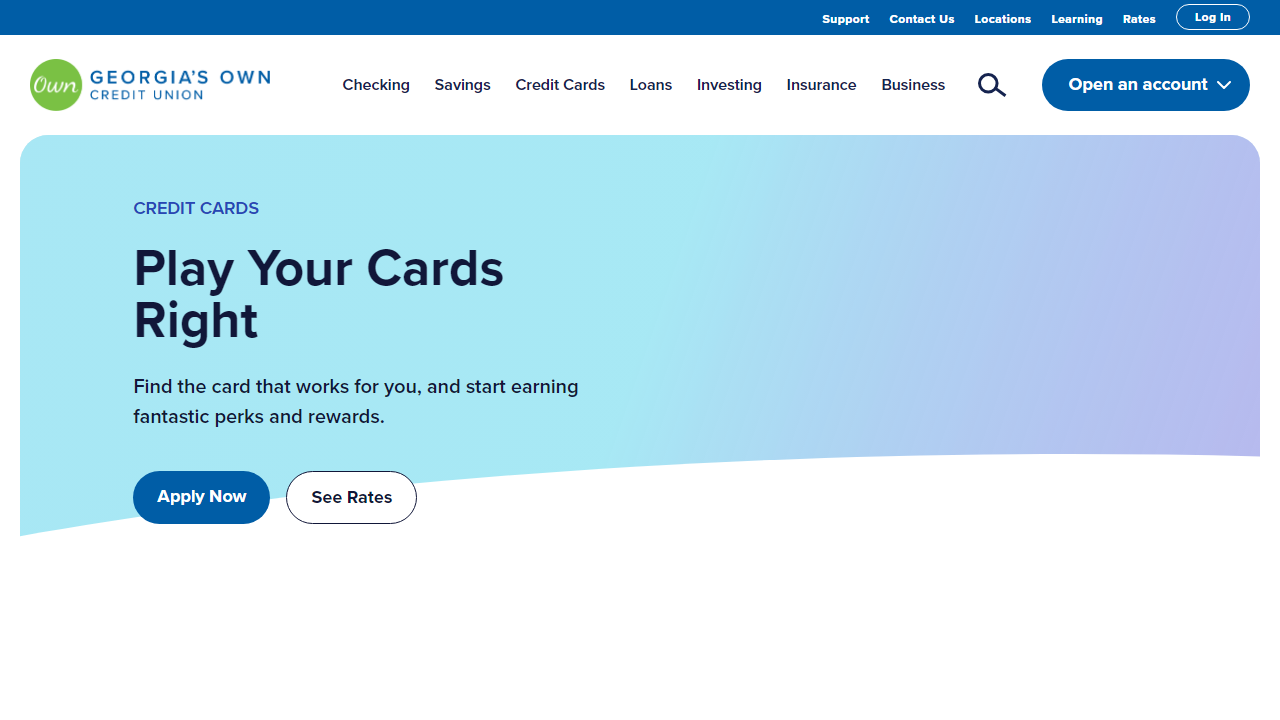 Support Contact Us Locations Learning Rates Log In
Own GEORGIA'S OWN
CREDIT UNION
Checking Savings Credit Cards Loans Investing Insurance Business Open an account
CREDIT CARDS
Play Your Cards
Right
Find the card that works for you, and start earning
fantastic perks and rewards.
Apply Now See Rates